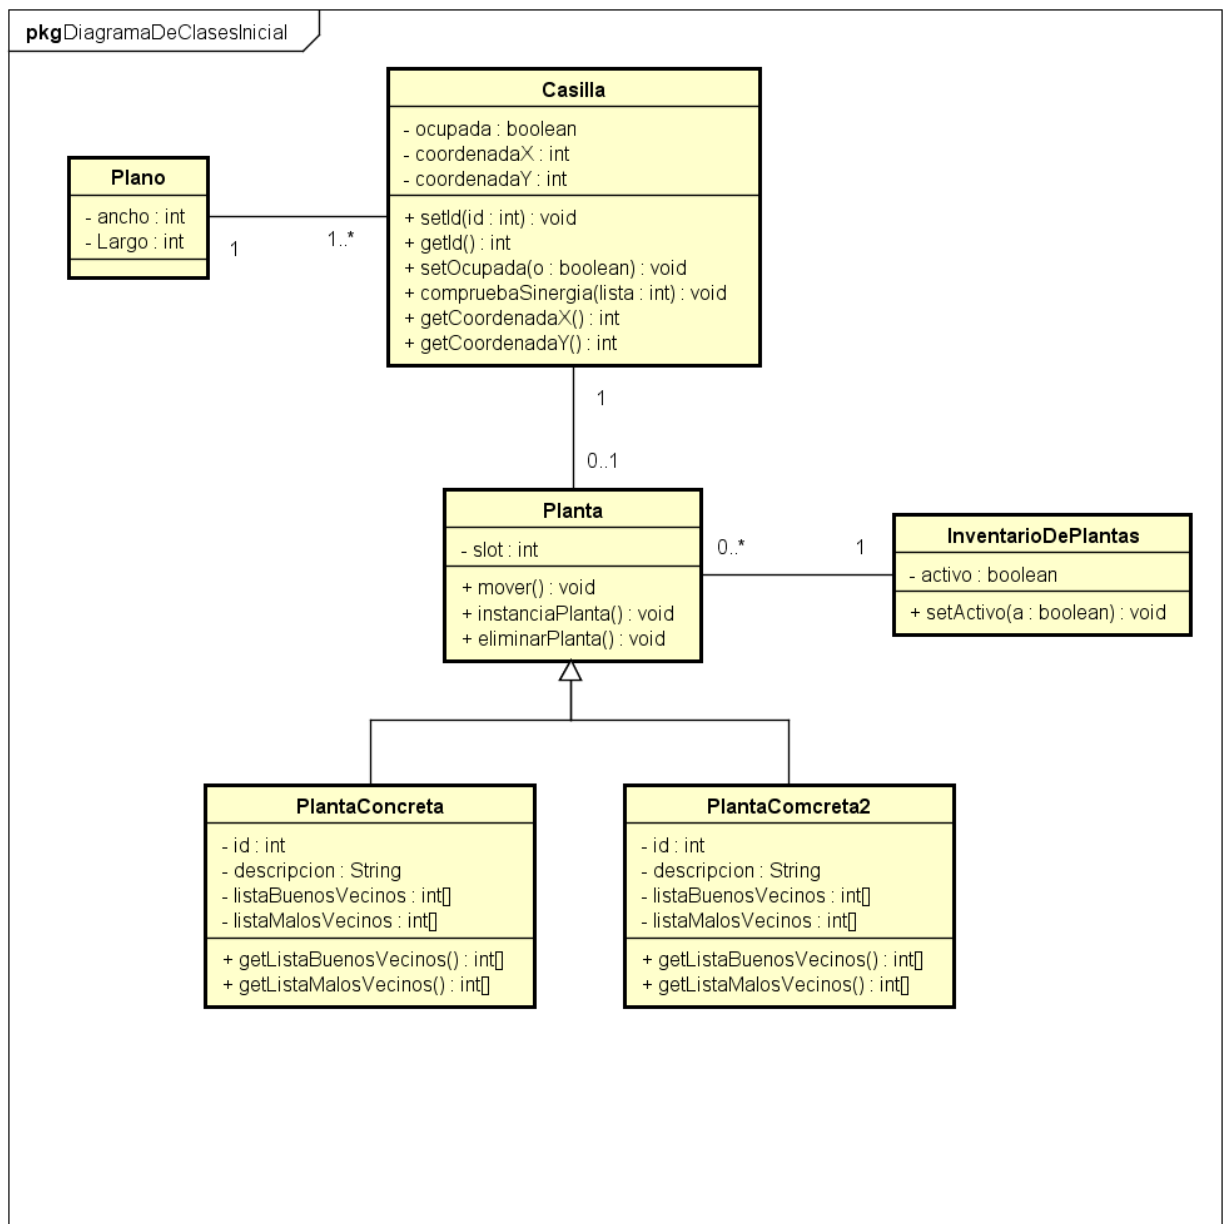 pkg DiagramaDeClasesInicial
Casilla
- ocupada : boolean
- coordenadaX : int
- coordenadaY : int
+ setId(id : int) : void
+ getId() : int
+ setOcupada(o : boolean) : void
+ compruebaSinergia(lista : int) : void
+ getCoordenadaX() : int
+ getCoordenadaY() : int
Plano
- ancho : int
- Largo : int
1
1..*
1
0..1
Planta
- slot : int
+ mover() : void
+ instanciaPlanta() : void
+ eliminarPlanta() : void
0..*
1
InventarioDePlantas
- activo : boolean
+ setActivo(a : boolean) : void
PlantaConcreta
- id : int
- descripcion : String
- listaBuenosVecinos : int[]
- listaMalosVecinos : int[]
+ getListaBuenosVecinos() : int[]
+ getListaMalosVecinos() : int[]
PlantaComcreta2
- id : int
- descripcion : String
- listaBuenosVecinos : int[]
- listaMalosVecinos : int[]
+ getListaBuenosVecinos() : int[]
+ getListaMalosVecinos() : int[]